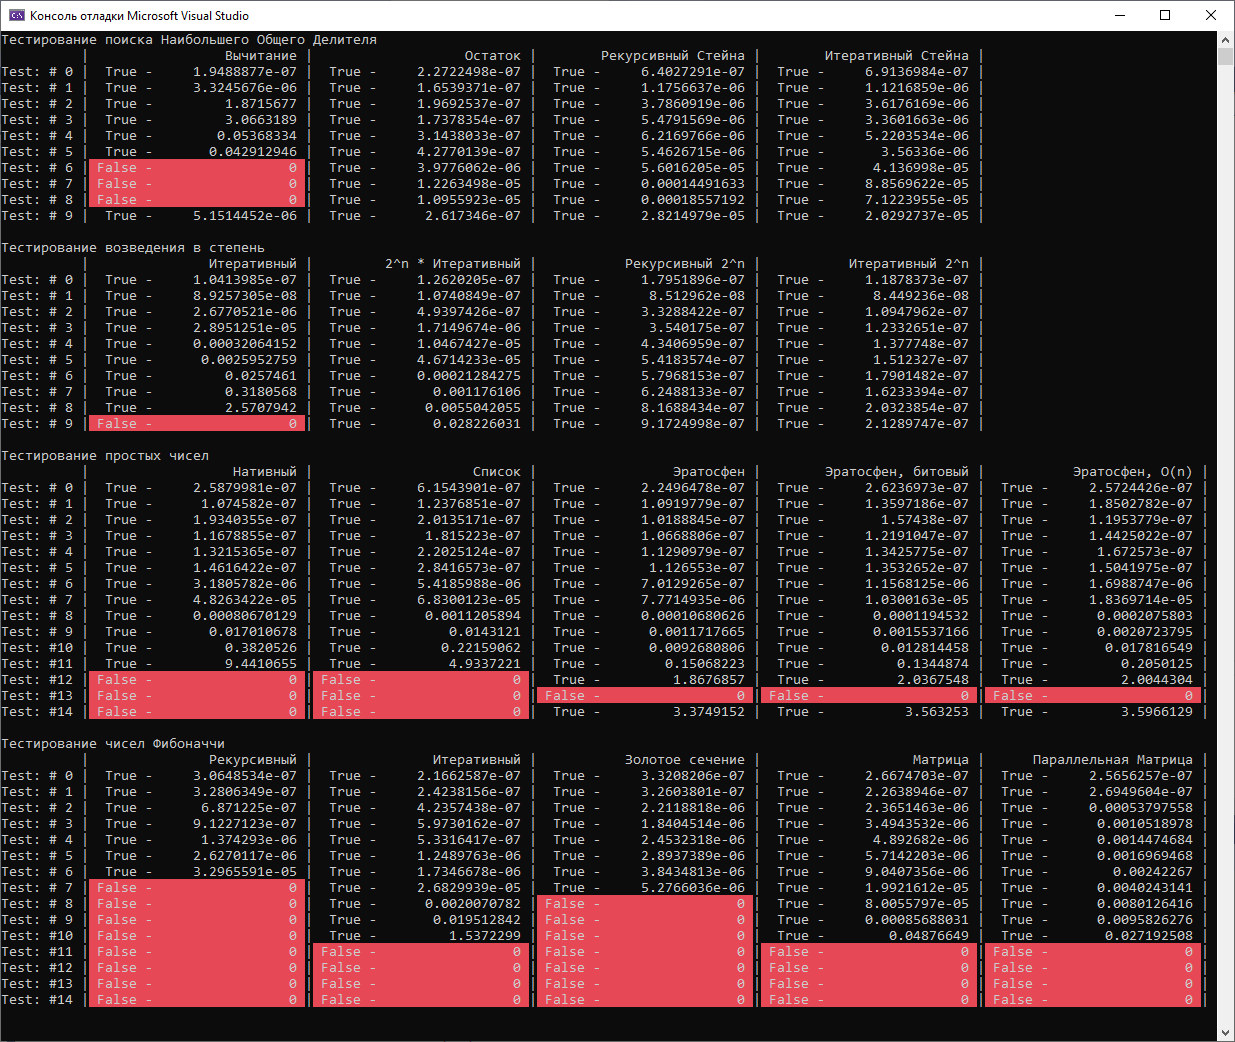 Консоль отладки Microsoft Visual Studio
Тестирование поиска Наибольшего Общего Делителя
| Вычитание | Остаток | Рекурсивный Стейна | Итеративный Стейна |
Test: # 0 | True - 1.9488877e-07 | True - 2.2722498e-07 | True - 6.4027291e-07 | True - 6.9136984e-07 |
Test: # 1 | True - 3.3245676e-06 | True - 1.6539371e-07 | True - 1.1756637e-06 | True - 1.1216859e-06 |
Test: # 2 | True - 1.8715677 | True - 1.9692537e-07 | True - 3.7860919e-06 | True - 3.6176169e-06 |
Test: # 3 | True - 3.0663189 | True - 1.7378354e-07 | True - 5.4791569e-06 | True - 3.3601663e-06 |
Test: # 4 | True - 0.05368334 | True - 3.1438033e-07 | True - 6.2169766e-06 | True - 5.2203534e-06 |
Test: # 5 | True - 0.042912946 | True - 4.2770139e-07 | True - 5.4626715e-06 | True - 3.56336e-06 |
Test: # 6 | False - 0 | True - 3.9776062e-06 | True - 5.6016205e-05 | True - 4.136998e-05 |
Test: # 7 | False - 0 | True - 1.2263498e-05 | True - 0.00014491633 | True - 8.8569622e-05 |
Test: # 8 | False - 0 | True - 1.0955923e-05 | True - 0.00018557192 | True - 7.1223955e-05 |
Test: # 9 | True - 5.1514452e-06 | True - 2.617346e-07 | True - 2.8214979e-05 | True - 2.0292737e-05 |
Тестирование возведения в степень
| Итеративный | 2^n * Итеративный | Рекурсивный 2^n | Итеративный 2^n |
Test: # 0 | True - 1.0413985e-07 | True - 1.2620205e-07 | True - 1.7951896e-07 | True - 1.1878373e-07 |
Test: # 1 | True - 8.9257305e-08 | True - 1.0740849e-07 | True - 8.512962e-08 | True - 8.449236e-08 |
Test: # 2 | True - 2.6770521e-06 | True - 4.9397426e-07 | True - 3.3288422e-07 | True - 1.0947962e-07 |
Test: # 3 | True - 2.8951251e-05 | True - 1.7149674e-06 | True - 3.540175e-07 | True - 1.2332651e-07 |
Test: # 4 | True - 0.00032064152 | True - 1.0467427e-05 | True - 4.3406959e-07 | True - 1.377748e-07 |
Test: # 5 | True - 0.0025952759 | True - 4.6714233e-05 | True - 5.4183574e-07 | True - 1.512327e-07 |
Test: # 6 | True - 0.0257461 | True - 0.00021284275 | True - 5.7968153e-07 | True - 1.7901482e-07 |
Test: # 7 | True - 0.3180568 | True - 0.001176106 | True - 6.2488133e-07 | True - 1.6233394e-07 |
Test: # 8 | True - 2.5707942 | True - 0.0055042055 | True - 8.1688434e-07 | True - 2.0323854e-07 |
Test: # 9 | False - 0 | True - 0.028226031 | True - 9.1724998e-07 | True - 2.1289747e-07 |
Тестирование простых чисел
| Нативный | Список | Эратосфен | Эратосфен, битовый | Эратосфен, O(n) |
Test: # 0 | True - 2.5879981e-07 | True - 6.1543901e-07 | True - 2.2496478e-07 | True - 2.6236973e-07 | True - 2.5724426e-07 |
Test: # 1 | True - 1.074582e-07 | True - 1.2376851e-07 | True - 1.0919779e-07 | True - 1.3597186e-07 | True - 1.8502782e-07 |
Test: # 2 | True - 1.9340355e-07 | True - 2.0135171e-07 | True - 1.0188845e-07 | True - 1.57438e-07 | True - 1.1953779e-07 |
Test: # 3 | True - 1.1678855e-07 | True - 1.815223e-07 | True - 1.0668806e-07 | True - 1.2191047e-07 | True - 1.4425022e-07 |
Test: # 4 | True - 1.3215365e-07 | True - 2.2025124e-07 | True - 1.1290979e-07 | True - 1.3425775e-07 | True - 1.672573e-07 |
Test: # 5 | True - 1.4616422e-07 | True - 2.8416573e-07 | True - 1.126553e-07 | True - 1.3532652e-07 | True - 1.5041975e-07 |
Test: # 6 | True - 3.1805782e-06 | True - 5.4185988e-06 | True - 7.0129265e-07 | True - 1.1568125e-06 | True - 1.6988747e-06 |
Test: # 7 | True - 4.8263422e-05 | True - 6.8300123e-05 | True - 7.7714935e-06 | True - 1.0300163e-05 | True - 1.8369714e-05 |
Test: # 8 | True - 0.00080670129 | True - 0.0011205894 | True - 0.00010680626 | True - 0.0001194532 | True - 0.0002075803 |
Test: # 9 | True - 0.017010678 | True - 0.0143121 | True - 0.0011717665 | True - 0.0015537166 | True - 0.0020723795 |
Test: #10 | True - 0.3820526 | True - 0.22159062 | True - 0.0092680806 | True - 0.012814458 | True - 0.017816549 |
Test: #11 | True - 9.4410655 | True - 4.9337221 | True - 0.15068223 | True - 0.1344874 | True - 0.2050125 |
Test: #12 | False - 0 | False - 0 | True - 1.8676857 | True - 2.0367548 | True - 2.0044304 |
Test: #13 | False - 0 | False - 0 | False - 0 | False - 0 | False - 0 |
Test: #14 | False - 0 | False - 0 | True - 3.3749152 | True - 3.563253 | True - 3.5966129 |
Тестирование чисел Фибоначчи
| Рекурсивный | Итеративный | Золотое сечение | Матрица | Параллельная Матрица |
Test: # 0 | True - 3.0648534e-07 | True - 2.1662587e-07 | True - 3.3208206e-07 | True - 2.6674703e-07 | True - 2.5656257e-07 |
Test: # 1 | True - 3.2806349e-07 | True - 2.4238156e-07 | True - 3.2603801e-07 | True - 2.2638946e-07 | True - 2.6949604e-07 |
Test: # 2 | True - 6.871225e-07 | True - 4.2357438e-07 | True - 2.2118818e-06 | True - 2.3651463e-06 | True - 0.00053797558 |
Test: # 3 | True - 9.1227123e-07 | True - 5.9730162e-07 | True - 1.8404514e-06 | True - 3.4943532e-06 | True - 0.0010518978 |
Test: # 4 | True - 1.374293e-06 | True - 5.3316417e-07 | True - 2.4532318e-06 | True - 4.892682e-06 | True - 0.0014474684 |
Test: # 5 | True - 2.6270117e-06 | True - 1.2489763e-06 | True - 2.8937389e-06 | True - 5.7142203e-06 | True - 0.0016969468 |
Test: # 6 | True - 3.2965591e-05 | True - 1.7346678e-06 | True - 3.8434813e-06 | True - 9.0407356e-06 | True - 0.00242267 |
Test: # 7 | False - 0 | True - 2.6829939e-05 | True - 5.2766036e-06 | True - 1.9921612e-05 | True - 0.0040243141 |
Test: # 8 | False - 0 | True - 0.0020070782 | False - 0 | True - 8.0055797e-05 | True - 0.0080126416 |
Test: # 9 | False - 0 | True - 0.019512842 | False - 0 | True - 0.00085688031 | True - 0.0095826276 |
Test: #10 | False - 0 | True - 1.5372299 | False - 0 | True - 0.04876649 | True - 0.027192508 |
Test: #11 | False - 0 | False - 0 | False - 0 | False - 0 | False - 0 |
Test: #12 | False - 0 | False - 0 | False - 0 | False - 0 | False - 0 |
Test: #13 | False - 0 | False - 0 | False - 0 | False - 0 | False - 0 |
Test: #14 | False - 0 | False - 0 | False - 0 | False - 0 | False - 0 |